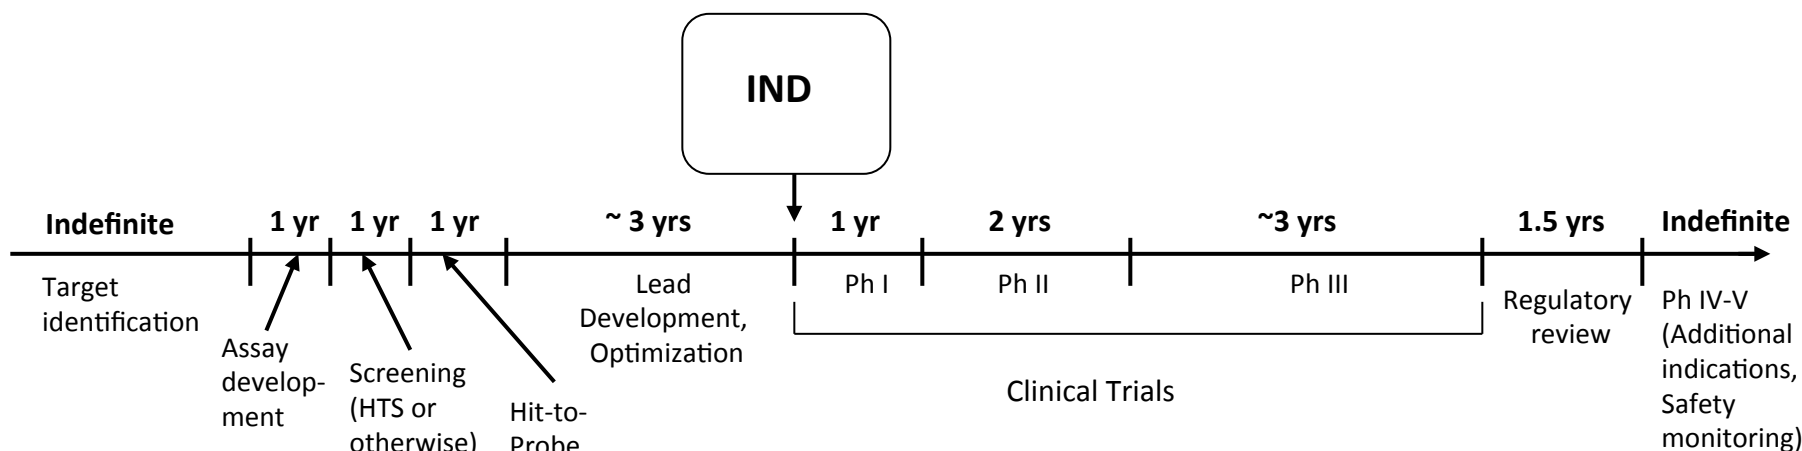 IND
Indefinite
1 yr
1 yr
1 yr
~ 3 yrs
1 yr
2 yrs
~3 yrs
1.5 yrs
Indefinite
Target
identification
Assay
develop-
ment
Screening
(HTS or
otherwise)
Hit-to-
Probe
Lead
Development,
Optimization
Ph I
Ph II
Ph III
Clinical Trials
Regulatory
review
Ph IV-V
(Additional
indications,
Safety
monitoring)